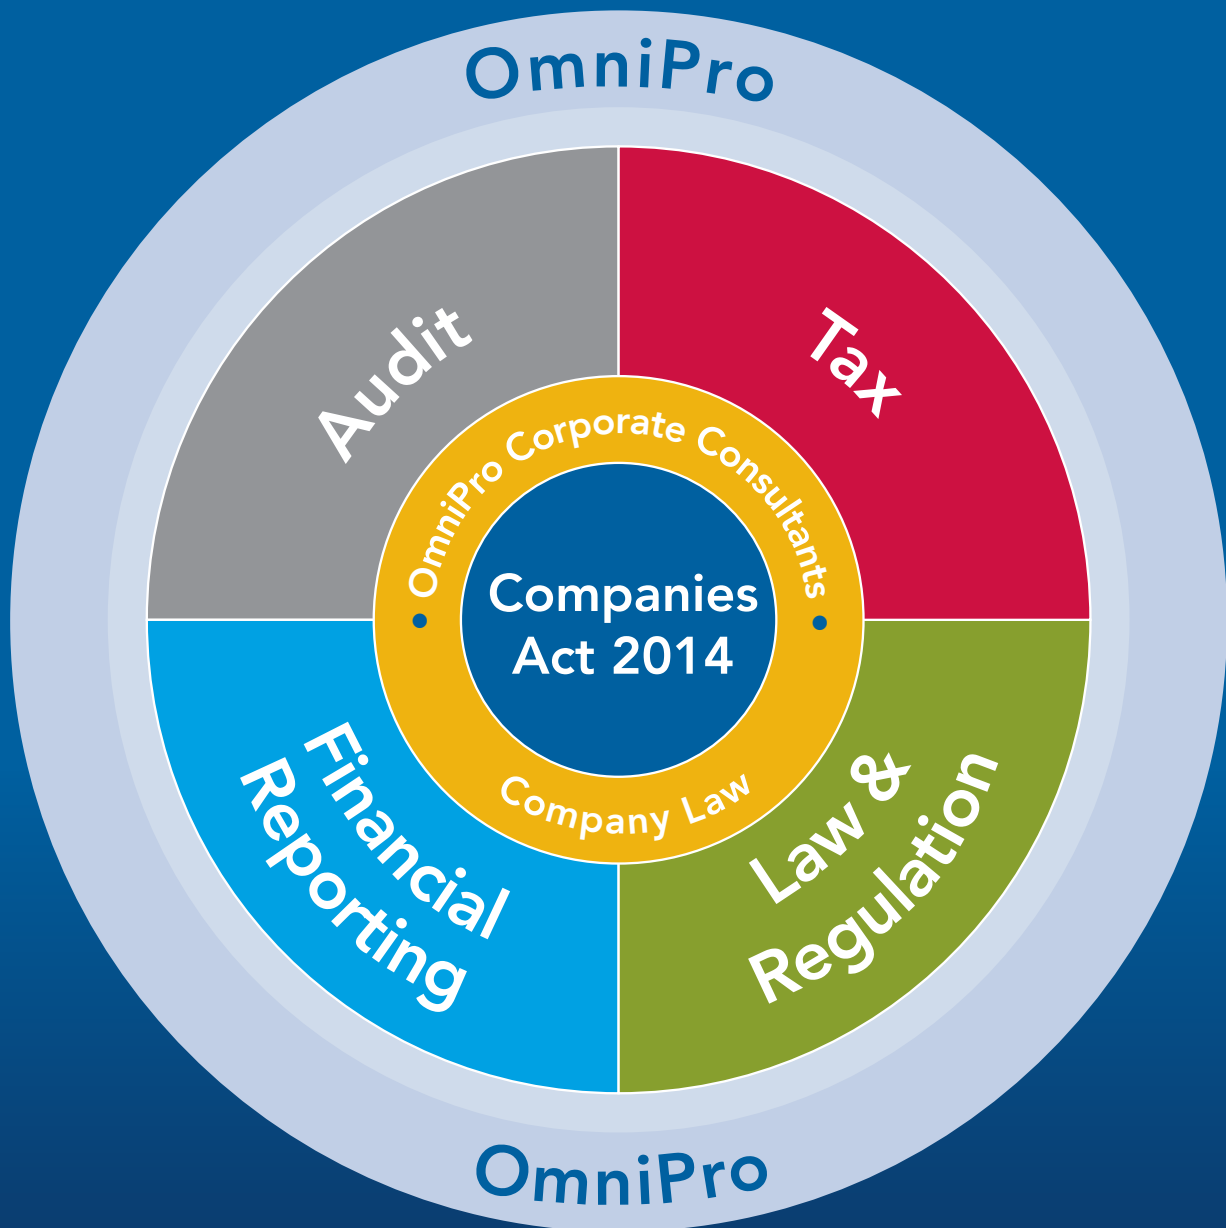 OmniPro
Audit
Tax
OmniPro Corporate Consultants
Companies
Act 2014
Company Law
Financial
Reporting
Law &
Regulation
OmniPro